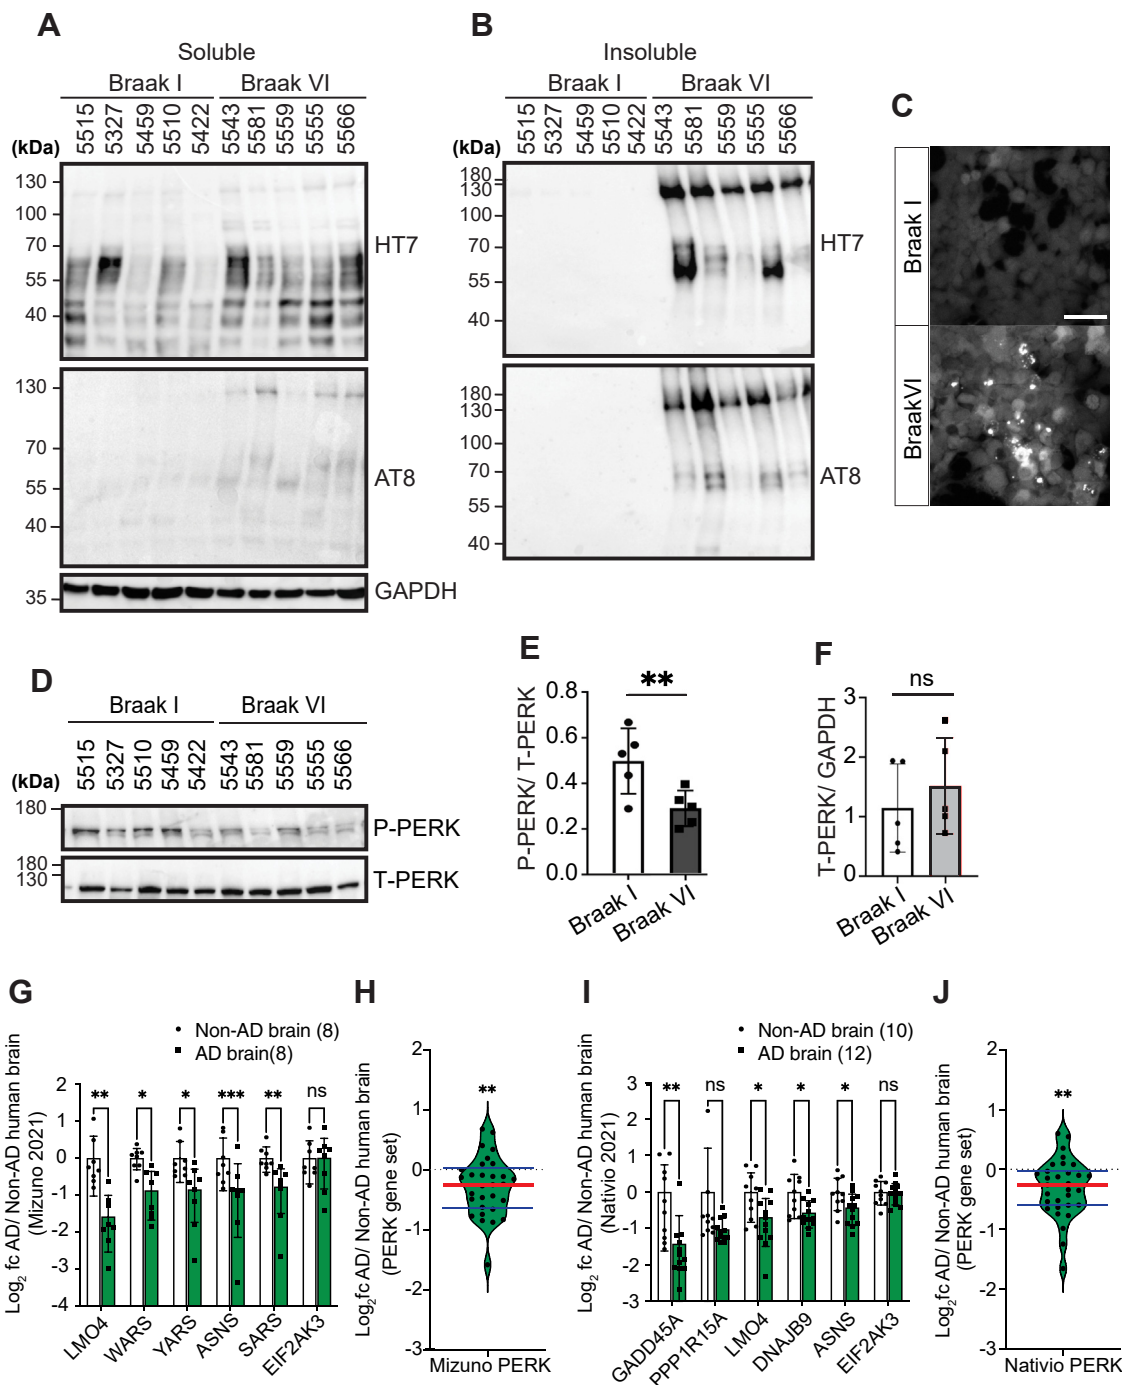 A
Soluble
Braak I
Braak VI
5515
5327
5459
5510
5422
5543
5581
5559
5555
5566
(kDa)
130
100
70
55
40
HT7
130
70
55
40
AT8
35
GAPDH
B
Insoluble
Braak I
Braak VI
5515
5327
5459
5510
5422
5543
5581
5559
5555
5566
(kDa)
180
130
100
70
55
40
HT7
180
130
100
70
55
40
AT8
C
Braak I
BraakVI
D
Braak I
Braak VI
5515
5327
5510
5459
5422
5543
5581
5559
5555
5566
(kDa)
180
P-PERK
180
130
T-PERK
E
P-PERK/ T-PERK
0.8
0.6
0.4
0.2
0.0
**
Braak I
Braak VI
F
T-PERK/ GAPDH
3
2
1
0
ns
Braak I
Braak VI
G
Non-AD brain (8)
AD brain(8)
Log2 fc AD/ Non-AD human brain
(Mizuno 2021)
2
1
0
-1
-2
-3
-4
**
*
*
***
**
ns
LMO4
WARS
YARS
ASNS
SARS
EIF2AK3
H
Log2fc AD/ Non-AD human brain
(PERK gene set)
2
1
0
-1
-2
-3
**
Mizuno PERK
I
Non-AD brain (10)
AD brain (12)
Log2 fc AD/ Non-AD human brain
(Nativio 2021)
3
2
1
0
-1
-2
-3
**
ns
*
*
*
ns
GADD45A
PPP1R15A
LMO4
DNAJB9
ASNS
EIF2AK3
J
Log2fc AD/ Non-AD human brain
(PERK gene set)
2
1
0
-1
-2
-3
**
Nativio PERK